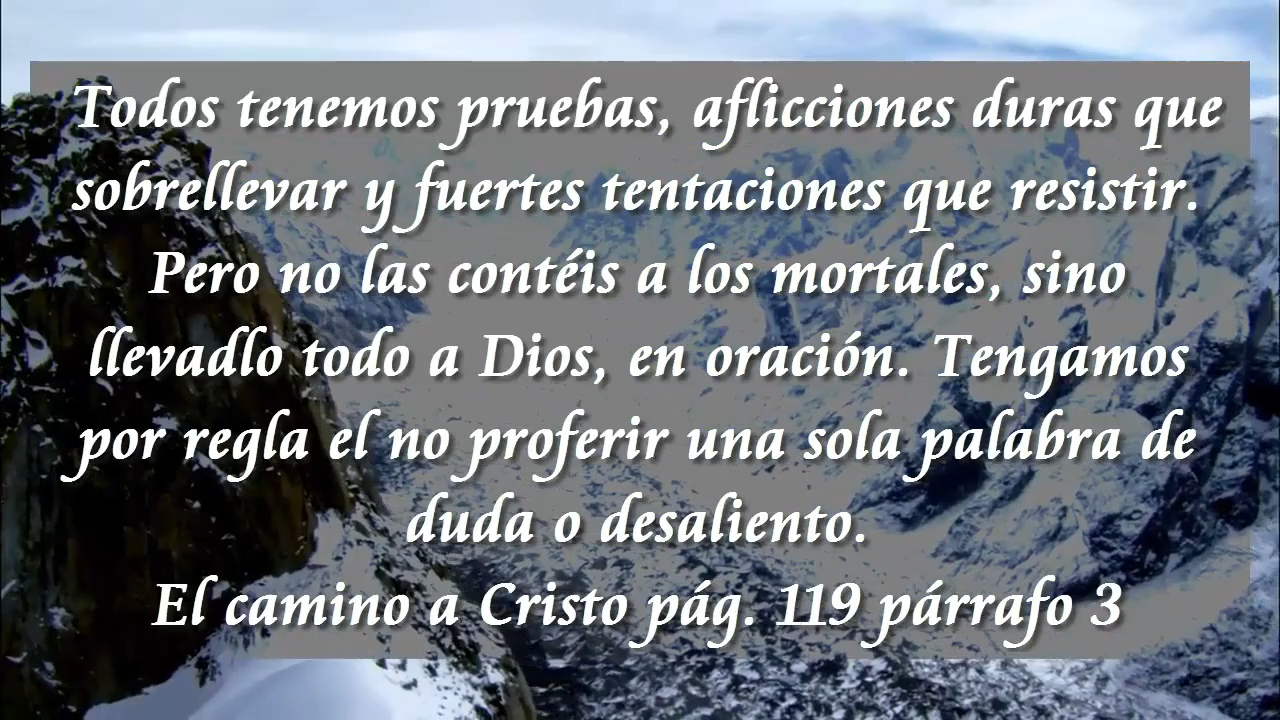 Todos tenemos pruebas, aflicciones duras que
sobrellevar y fuertes tentaciones que resistir.
Pero no las contéis a los mortales, sino
llevadlo todo a Dios, en oración. Tengamos
por regla el no proferir una sola palabra de
duda o desaliento.
El camino a Cristo pág. 119 párrafo 3